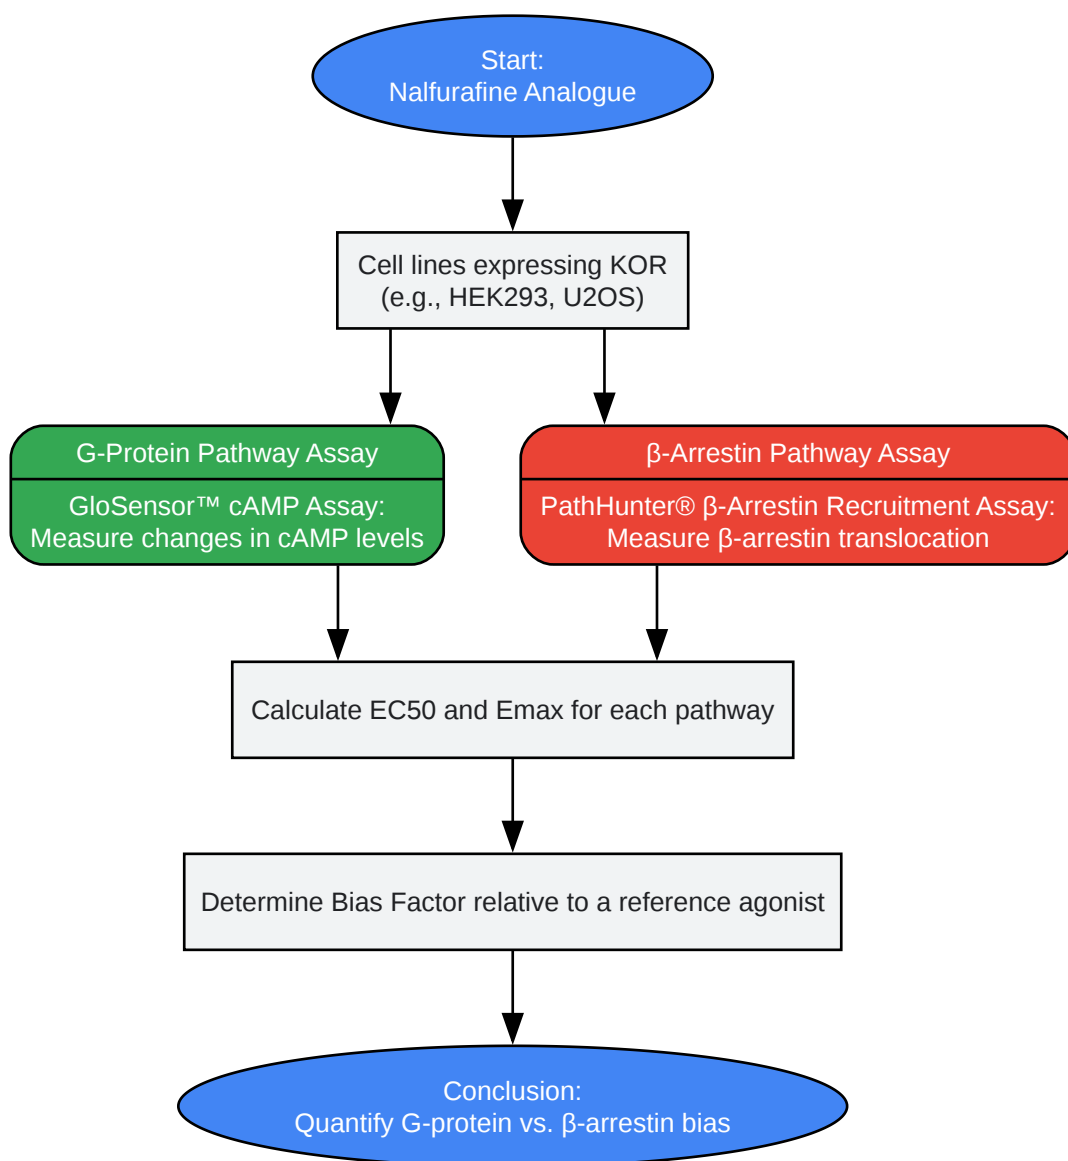 Start:
Nalfurafine Analogue
Cell lines expressing KOR
(e.g., HEK293, U2OS)
G-Protein Pathway Assay
GloSensor™ cAMP Assay:
Measure changes in cAMP levels
β-Arrestin Pathway Assay
PathHunter® β-Arrestin Recruitment Assay:
Measure β-arrestin translocation
Calculate EC50 and Emax for each pathway
Determine Bias Factor relative to a reference agonist
Conclusion:
Quantify G-protein vs. β-arrestin bias